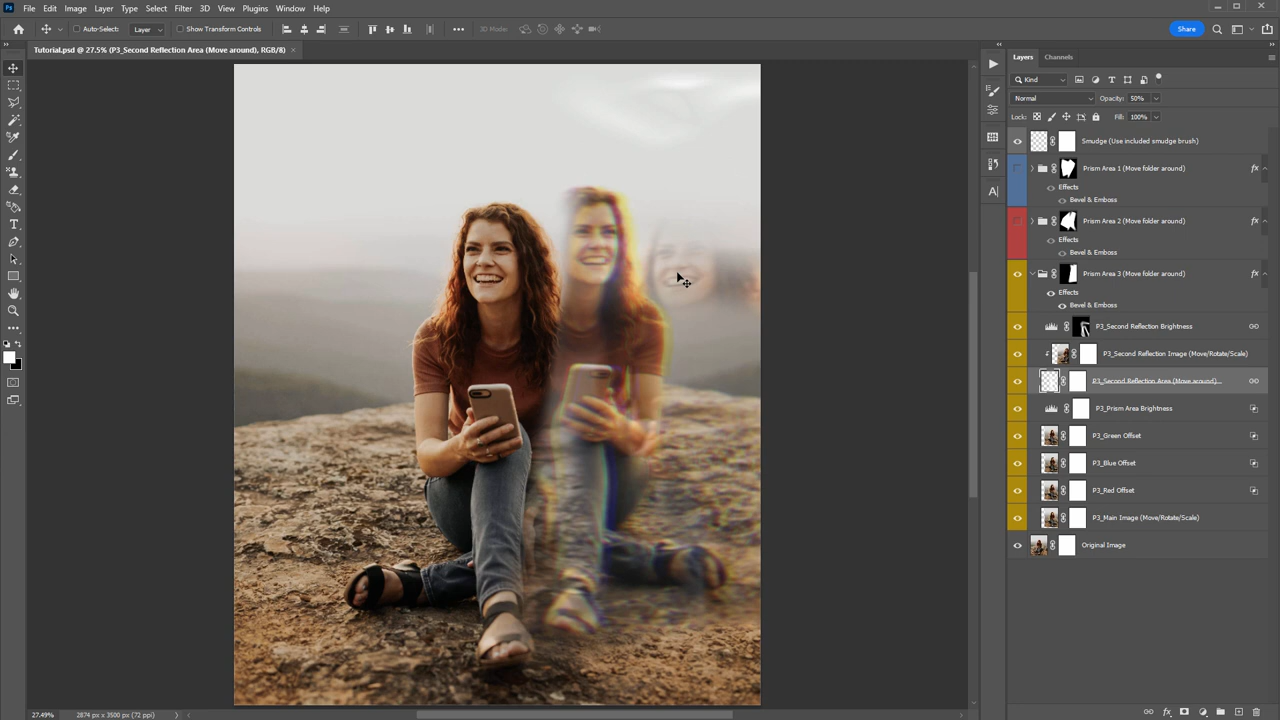 Ps File Edit Image Layer Type Select Filter 3D View Plugins Window Help
Auto-Select: Layer Show Transform Controls 3D Mode: Share
Tutorial.psd @ 27.5% (P3_Second Reflection Area (Move around), RGB/8) ×
Layers Channels
Kind
Normal Opacity: 50%
Lock: Fill: 100%
Smudge (Use included smudge brush)
Prism Area 1 (Move folder around) fx
Effects
Bevel & Emboss
Prism Area 2 (Move folder around) fx
Effects
Bevel & Emboss
Prism Area 3 (Move folder around) fx
Effects
Bevel & Emboss
P3_Second Reflection Brightness
P3_Second Reflection Image (Move/Rotate/Scale)
P3_Second Reflection Area (Move around)...
P3_Prism Area Brightness
P3_Green Offset
P3_Blue Offset
P3_Red Offset
P3_Main Image (Move/Rotate/Scale)
Original Image
27.49% 2874 px x 3500 px (72 ppi)